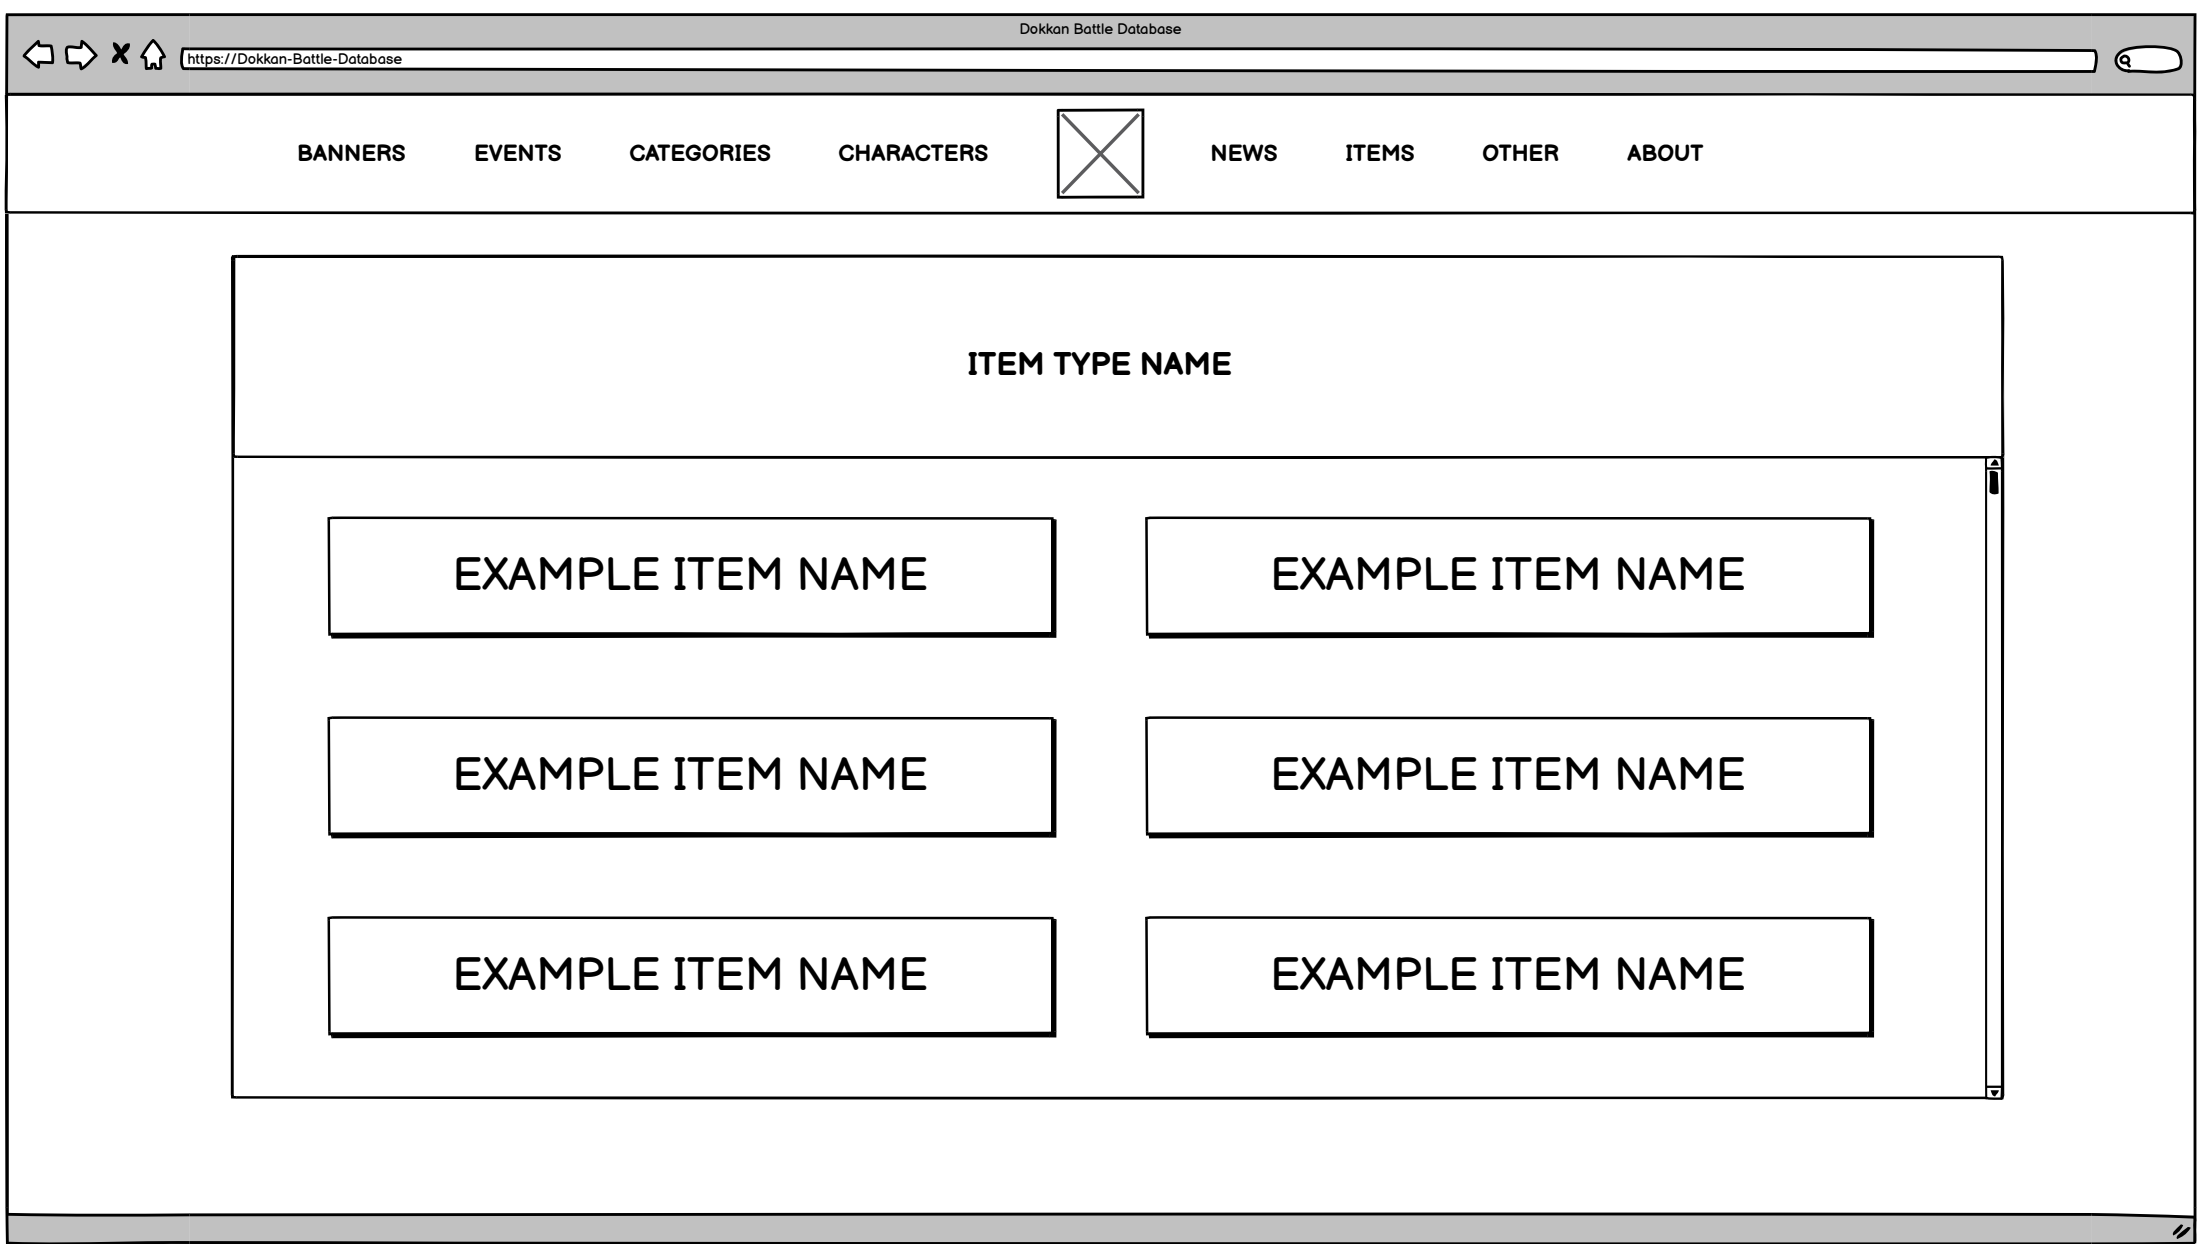 Dokkan Battle Database
https://Dokkan-Battle-Database
BANNERS EVENTS CATEGORIES CHARACTERS NEWS ITEMS OTHER ABOUT
ITEM TYPE NAME
EXAMPLE ITEM NAME EXAMPLE ITEM NAME
EXAMPLE ITEM NAME EXAMPLE ITEM NAME
EXAMPLE ITEM NAME EXAMPLE ITEM NAME